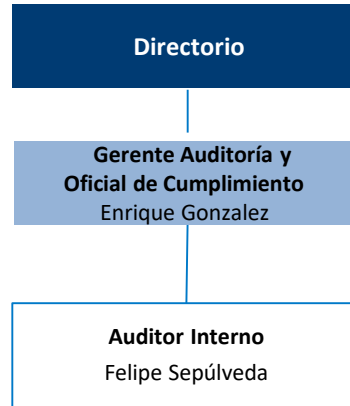 Directorio
Gerente Auditoría y
Oficial de Cumplimiento
Enrique Gonzalez
Auditor Interno
Felipe Sepúlveda